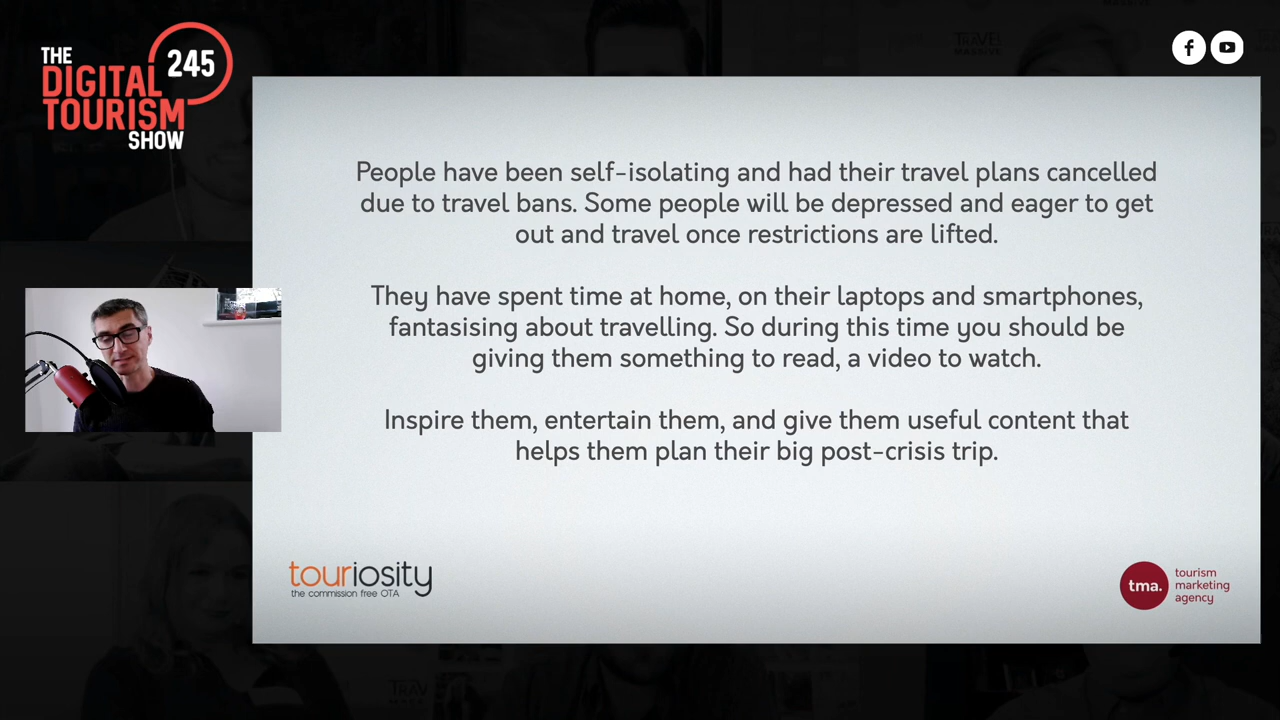 THE
DIGITAL
TOURISM
SHOW
245
People have been self-isolating and had their travel plans cancelled
due to travel bans. Some people will be depressed and eager to get
out and travel once restrictions are lifted.
They have spent time at home, on their laptops and smartphones,
fantasising about travelling. So during this time you should be
giving them something to read, a video to watch.
Inspire them, entertain them, and give them useful content that
helps them plan their big post-crisis trip.
touriosity
the commission free OTA
tma.
tourism
marketing
agency
TRAVEL
MASSIVE
TRAV